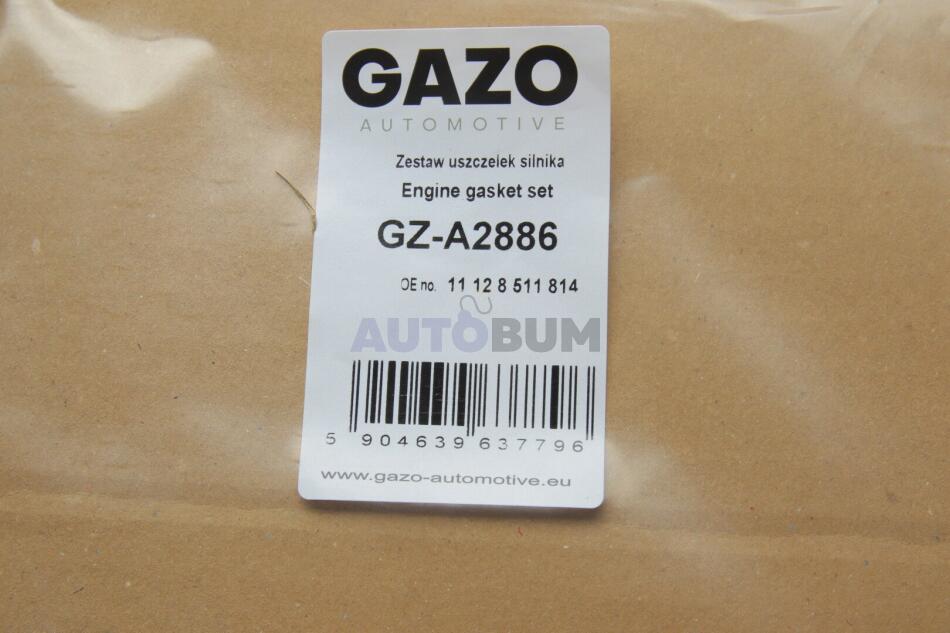 GAZO
AUTOMOTIVE
Zestaw uszczelek silnika
Engine gasket set
GZ-A2886
OE no. 11 12 8 511 814
AUTOBUM
5 904639 637796
www.gazo-automotive.eu